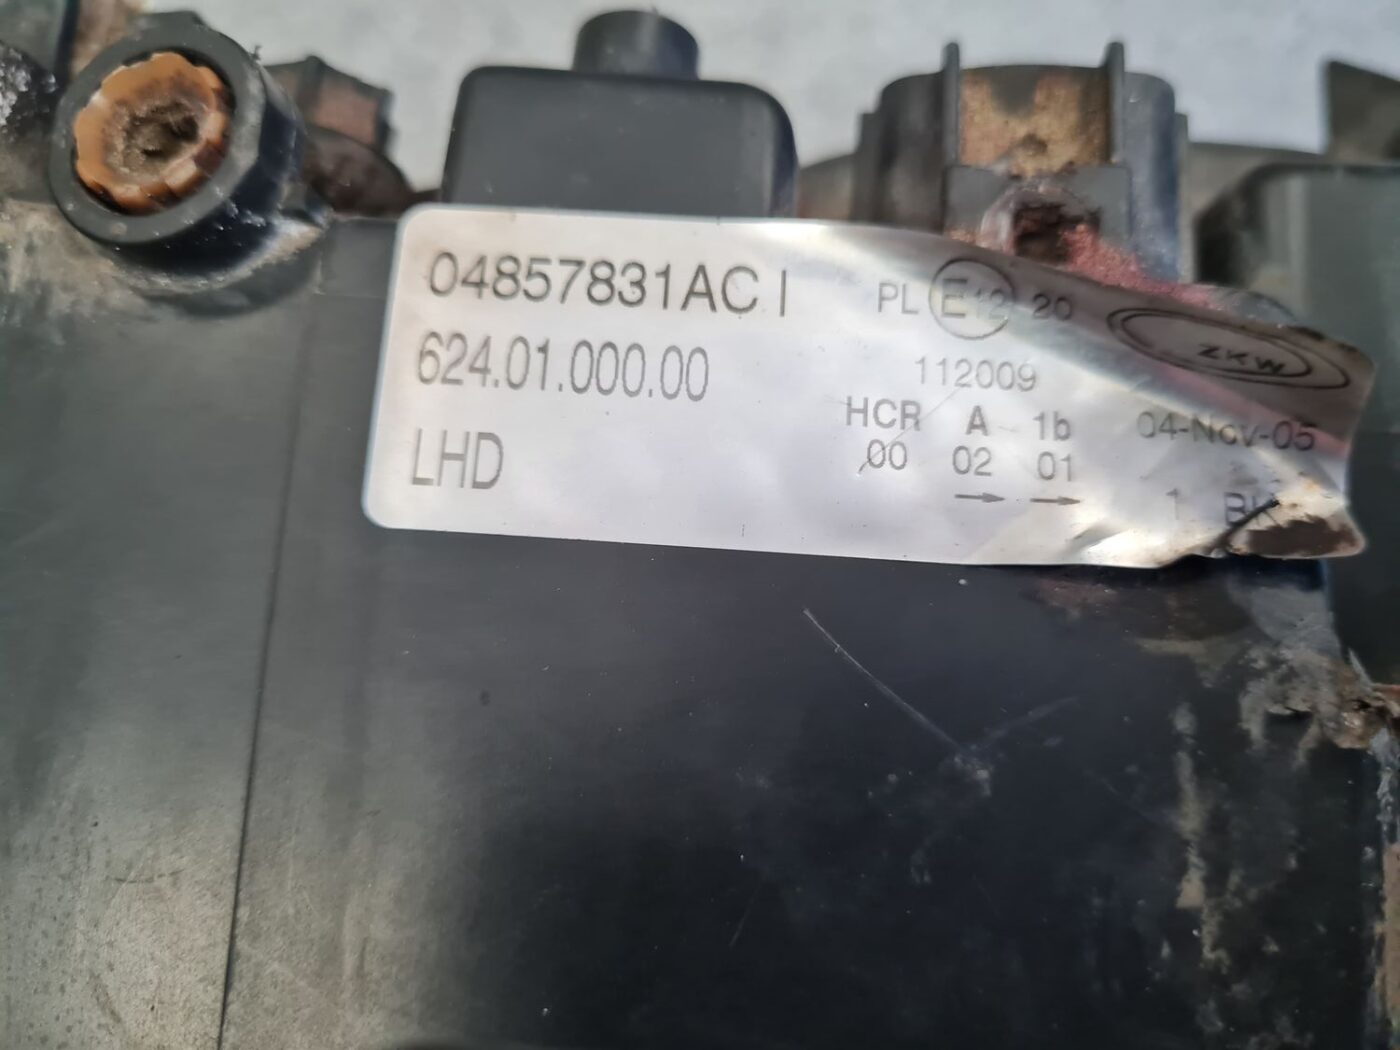 04857831AC I
624.01.000.00
LHD
PL E12 20
112009
HCR A 1b
00 02 01
→ →
ZKW
04-Nov-05
1